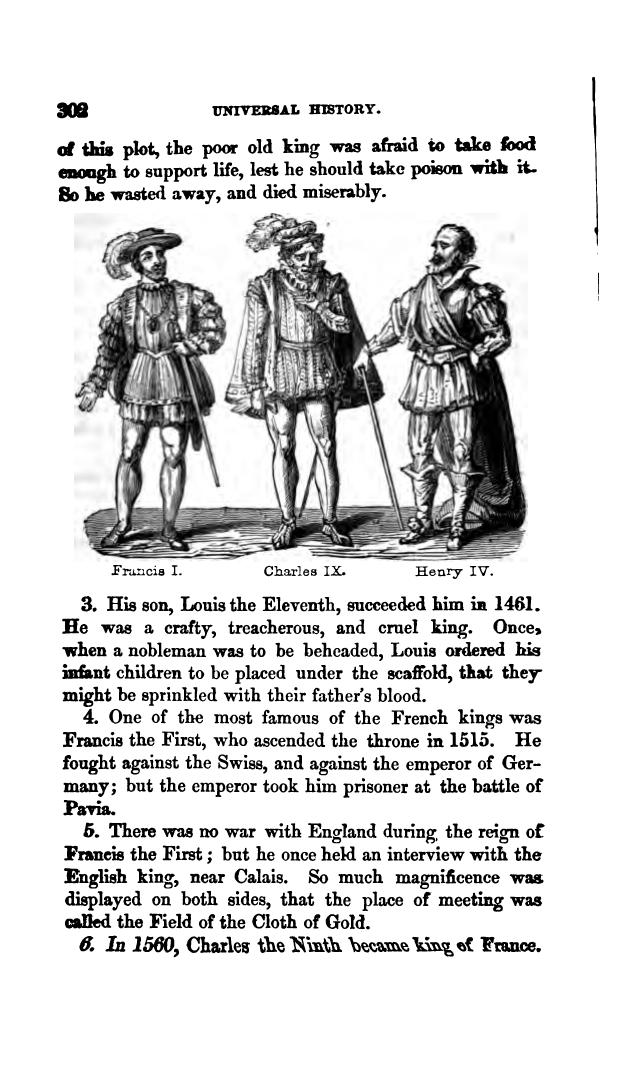 302
UNIVERSAL HISTORY.
of this plot, the poor old king was afraid to take food
enough to support life, lest he should take poison with it.
So he wasted away, and died miserably.
Francis I.
Charles IX.
Henry IV.
3. His son, Louis the Eleventh, succeeded him in 1461.
He was a crafty, treacherous, and cruel king. Once,
when a nobleman was to be beheaded, Louis ordered his
infant children to be placed under the scaffold, that they
might be sprinkled with their father's blood.
4. One of the most famous of the French kings was
Francis the First, who ascended the throne in 1515. He
fought against the Swiss, and against the emperor of Ger-
many; but the emperor took him prisoner at the battle of
Pavia.
5. There was no war with England during the reign of
Francis the First; but he once held an interview with the
English king, near Calais. So much magnificence was
displayed on both sides, that the place of meeting was
called the Field of the Cloth of Gold.
6. In 1560, Charles the Ninth became king of France.